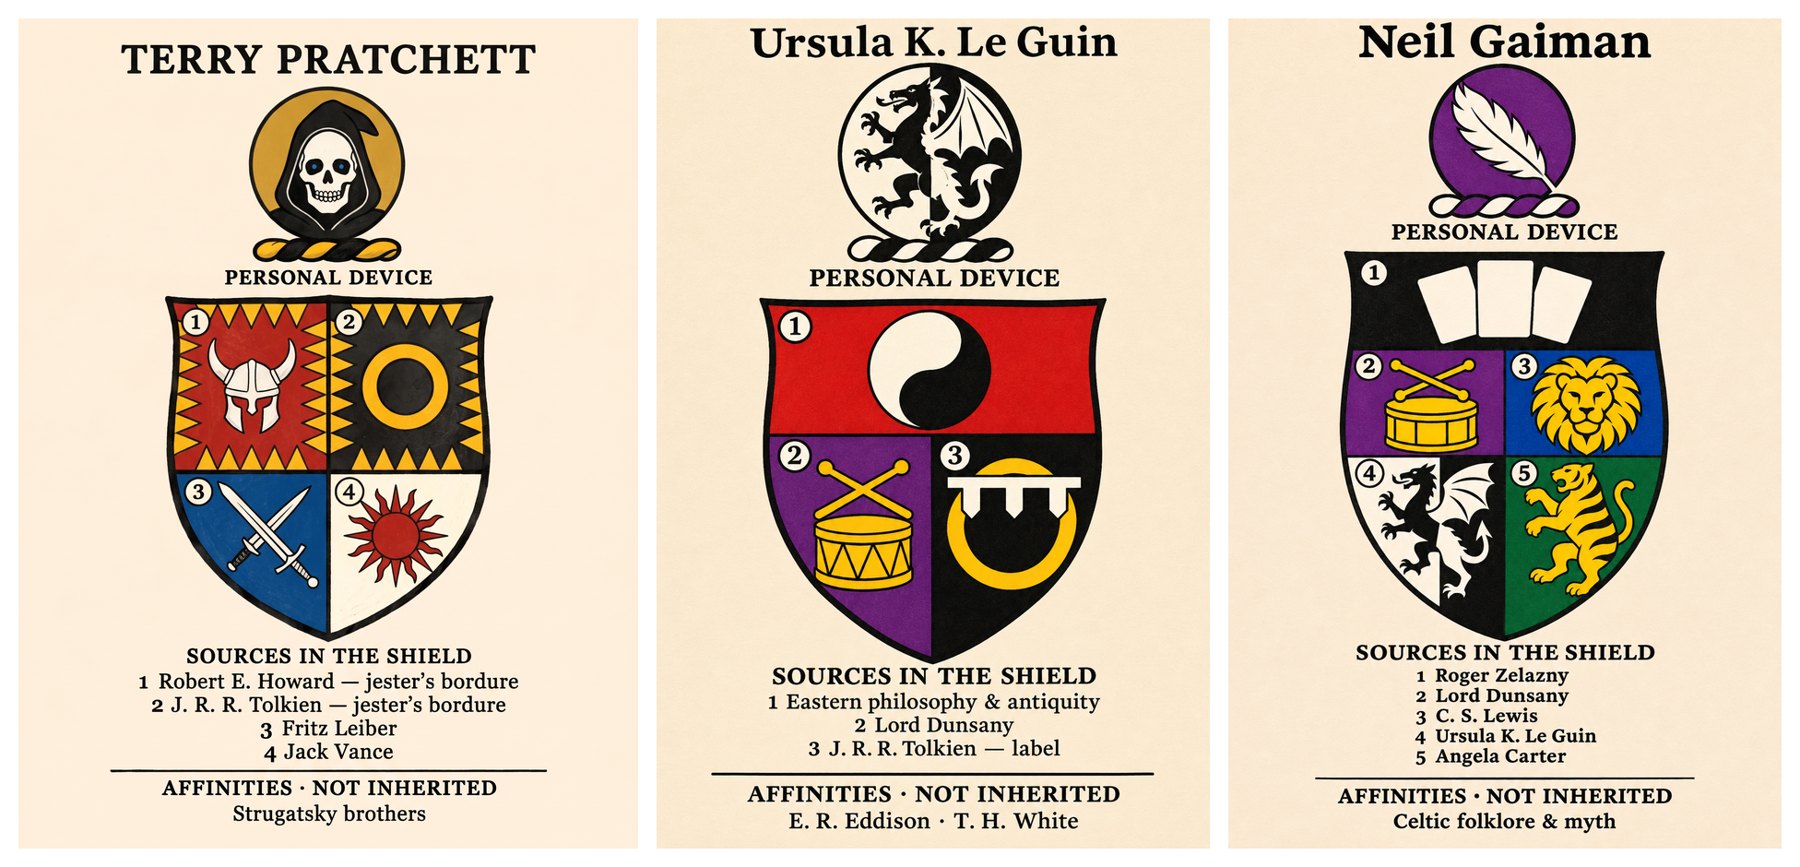 TERRY PRATCHETT
PERSONAL DEVICE
1
2
3
4
SOURCES IN THE SHIELD
1 Robert E. Howard — jester's bordure
2 J. R. R. Tolkien — jester's bordure
3 Fritz Leiber
4 Jack Vance
AFFINITIES · NOT INHERITED
Strugatsky brothers
Ursula K. Le Guin
PERSONAL DEVICE
1
2
3
SOURCES IN THE SHIELD
1 Eastern philosophy & antiquity
2 Lord Dunsany
3 J. R. R. Tolkien — label
AFFINITIES · NOT INHERITED
E. R. Eddison · T. H. White
Neil Gaiman
PERSONAL DEVICE
1
2
3
4
5
SOURCES IN THE SHIELD
1 Roger Zelazny
2 Lord Dunsany
3 C. S. Lewis
4 Ursula K. Le Guin
5 Angela Carter
AFFINITIES · NOT INHERITED
Celtic folklore & myth